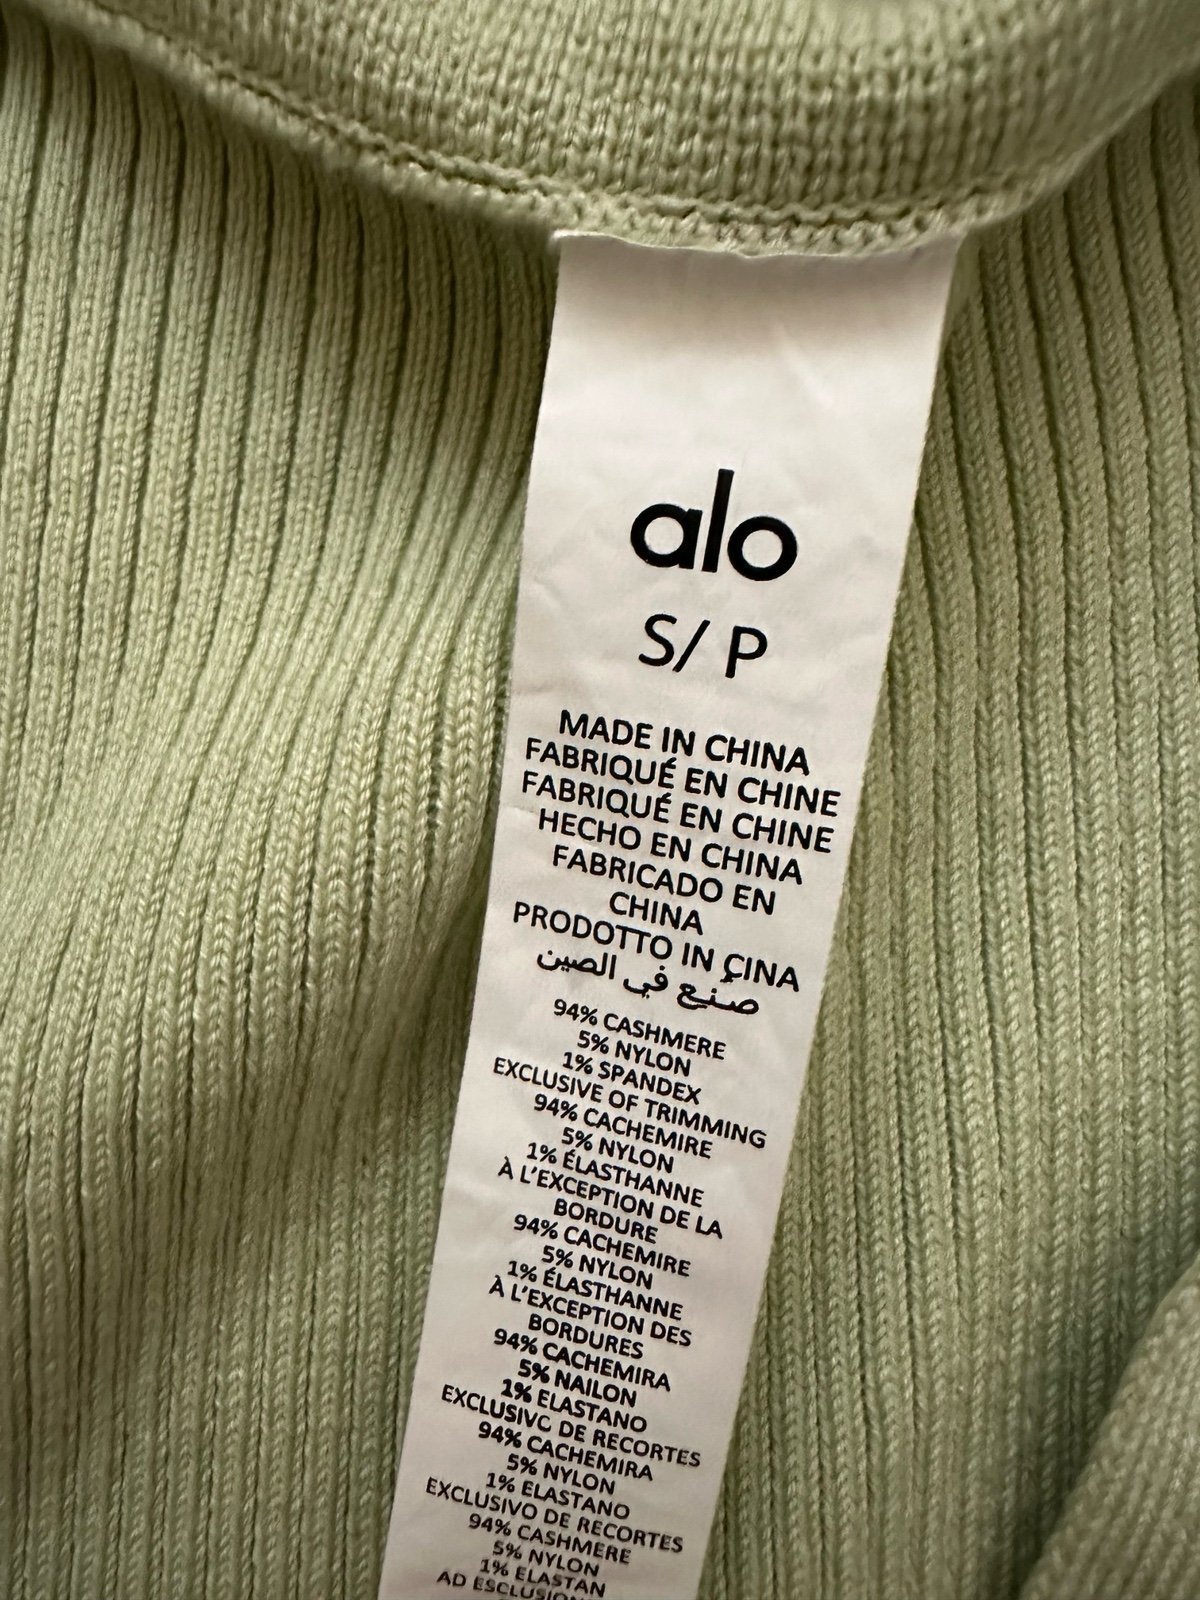 alo
S/ P
MADE IN CHINA
FABRIQUÉ EN CHINE
FABRIQUÉ EN CHINE
HECHO EN CHINA
FABRICADO EN
CHINA
PRODOTTO IN CINA
صُنع في الصين
94% CASHMERE
5% NYLON
1% SPANDEX
EXCLUSIVE OF TRIMMING
94% CACHEMIRE
5% NYLON
1% ÉLASTHANNE
À L'EXCEPTION DE LA
BORDURE
94% CACHEMIRE
5% NYLON
1% ÉLASTHANNE
À L'EXCEPTION DES
BORDURES
94% CACHEMIRA
5% NAILON
1% ELASTANO
EXCLUSIVO DE RECORTES
94% CACHEMIRA
5% NYLON
1% ELASTANO
EXCLUSIVO DE RECORTES
94% CASHMERE
5% NYLON
1% ELASTAN
AD